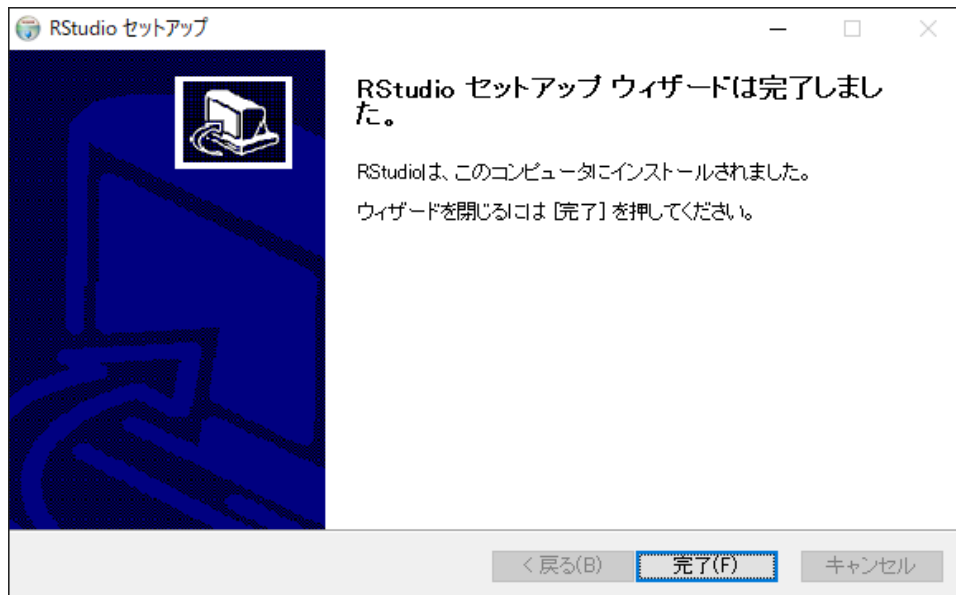 RStudio セットアップ
RStudio セットアップ ウィザードは完了しまし
た。
RStudioは、このコンピュータにインストールされました。
ウィザードを閉じるには [完了] を押してください。
< 戻る(B)
完了(F)
キャンセル